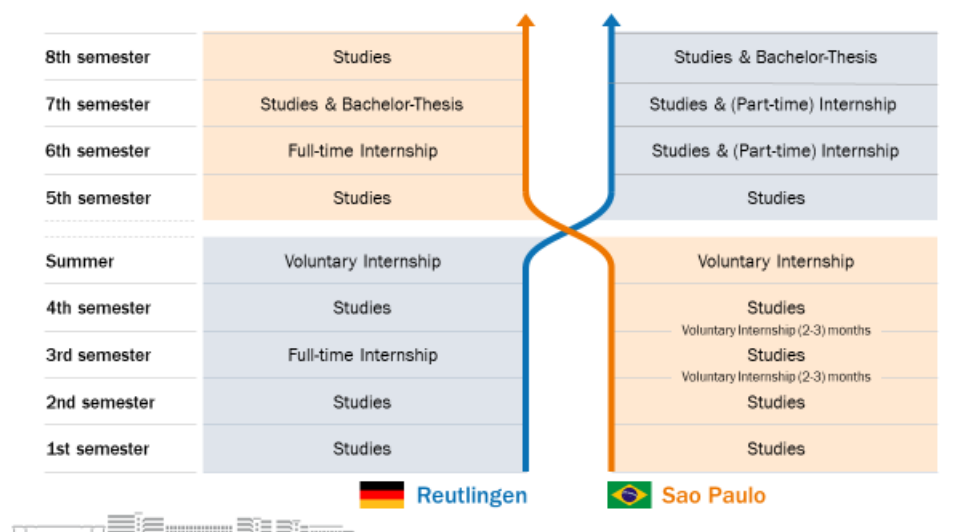 8th semester Studies Studies & Bachelor-Thesis
7th semester Studies & Bachelor-Thesis Studies & (Part-time) Internship
6th semester Full-time Internship Studies & (Part-time) Internship
5th semester Studies Studies
Summer Voluntary Internship Voluntary Internship
4th semester Studies Studies
Voluntary Internship (2-3) months
3rd semester Full-time Internship Studies
Voluntary Internship (2-3) months
2nd semester Studies Studies
1st semester Studies Studies
Reutlingen Sao Paulo